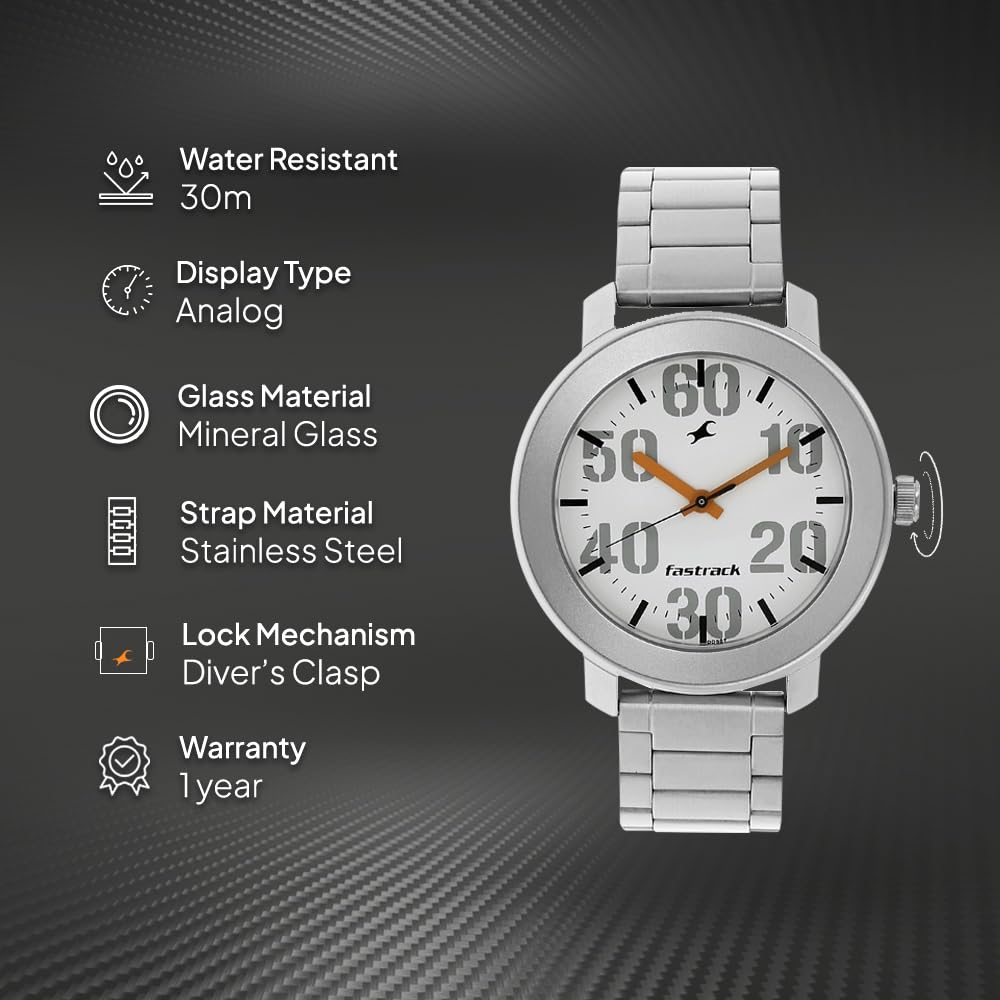 Water Resistant
30m
Display Type
Analog
Glass Material
Mineral Glass
Strap Material
Stainless Steel
Lock Mechanism
Diver's Clasp
Warranty
1 year
60
50
10
40
20
fastrack
30